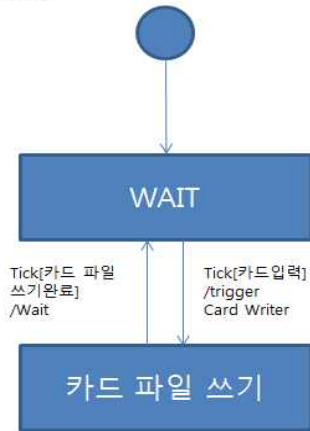 WAIT
Tick[카드 파일
쓰기완료]
/Wait
Tick[카드입력]
/trigger
Card Writer
카드 파일 쓰기